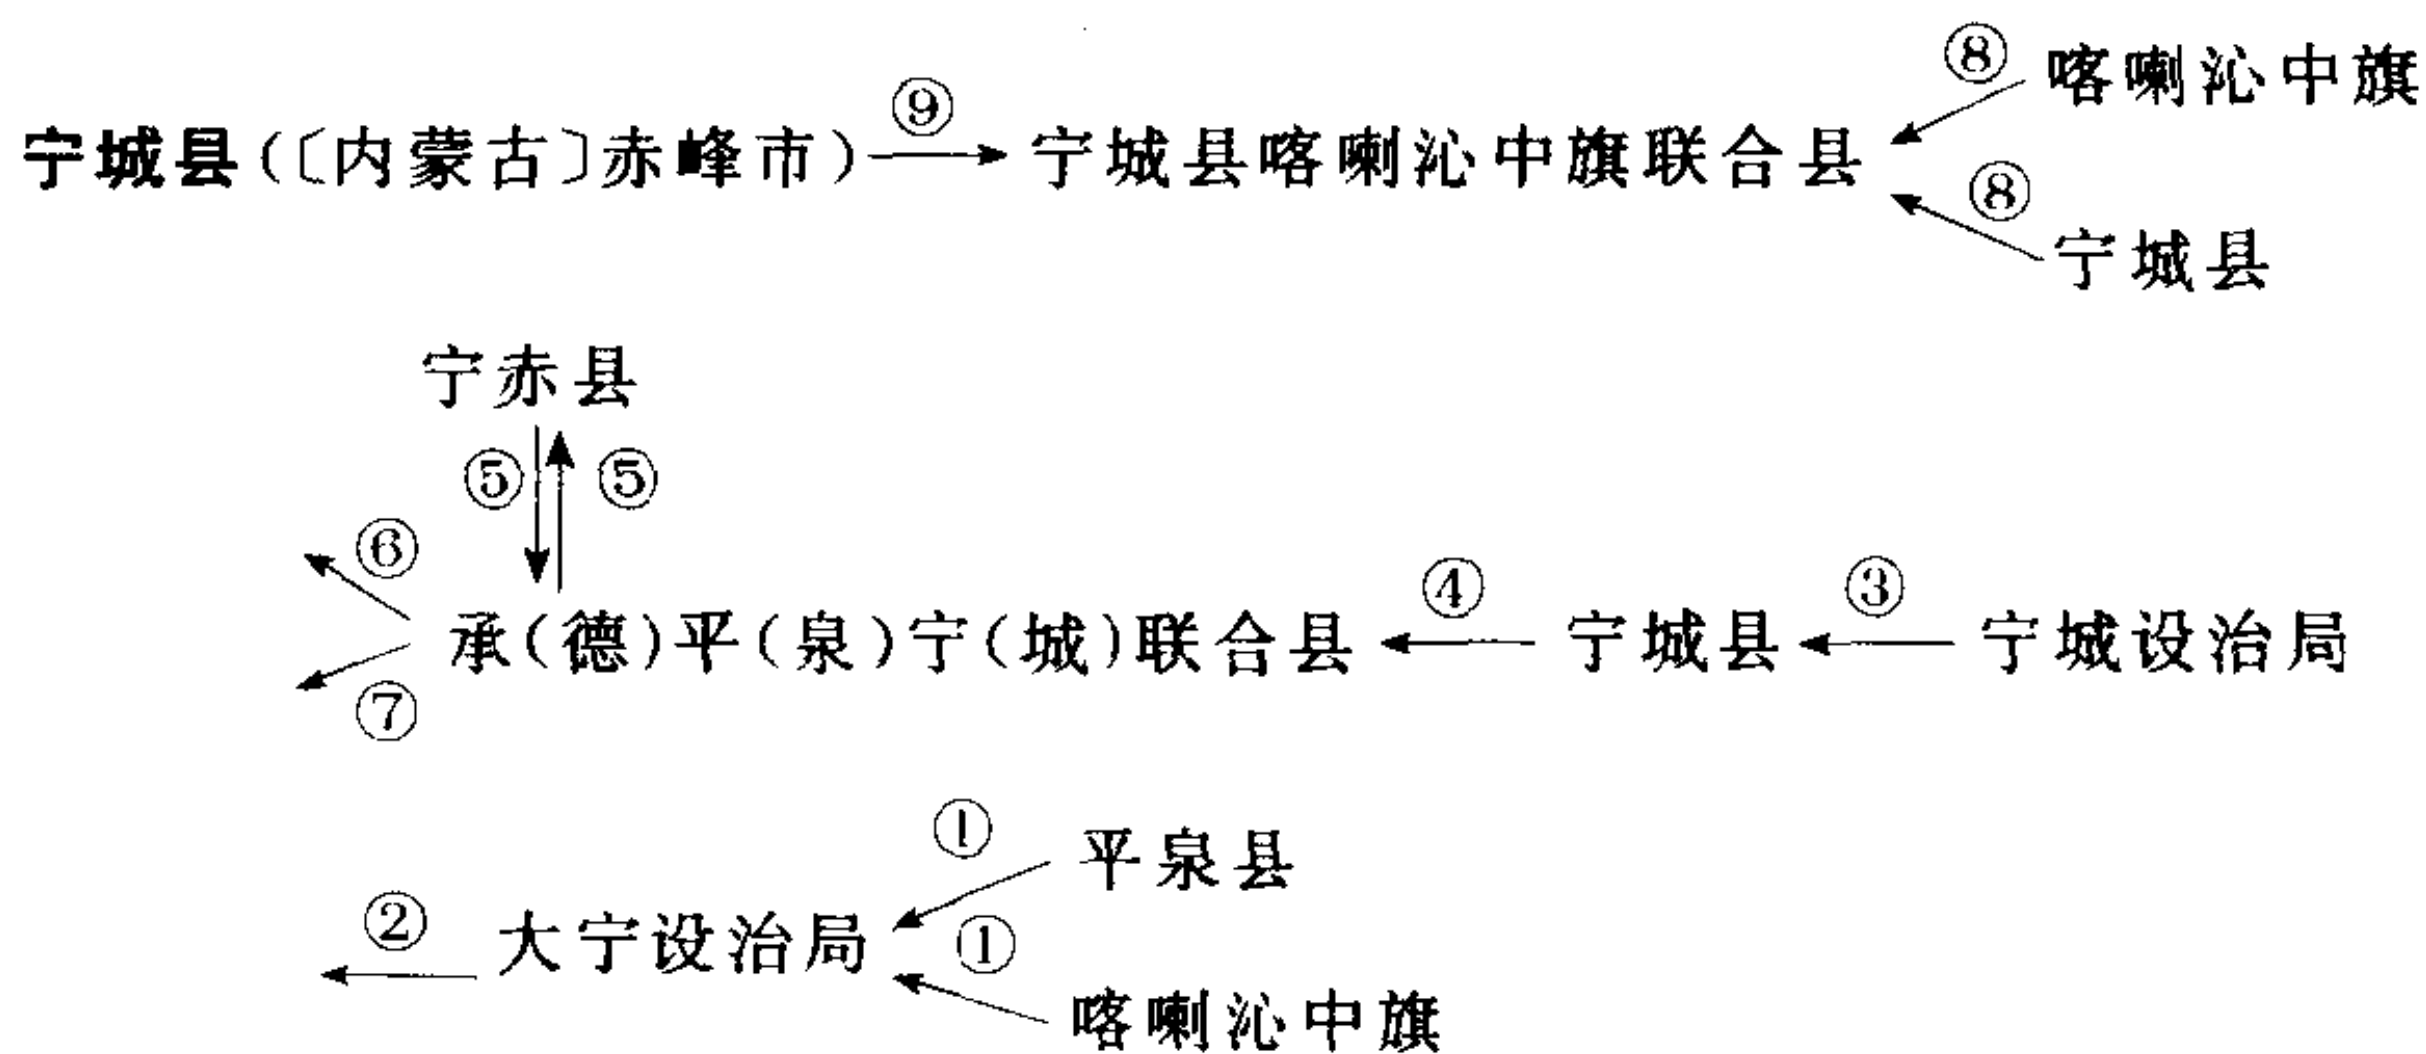 ⑧ 喀喇沁中旗
宁城县(〔内蒙古〕赤峰市) ⑨ 宁城县喀喇沁中旗联合县
⑧
宁城县
宁赤县
⑤ ⑤
⑥
承(德)平(泉)宁(城)联合县 ④ 宁城县 ③ 宁城设治局
⑦
① 平泉县
② 大宁设治局 ①
喀喇沁中旗